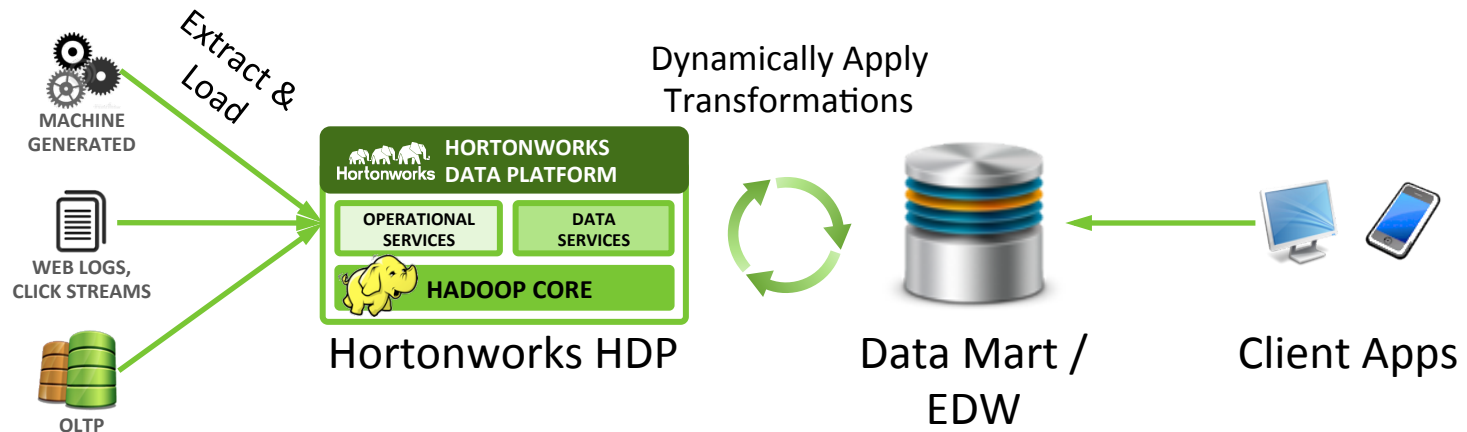 Extract &
Load
MACHINE
GENERATED
WEB LOGS,
CLICK STREAMS
OLTP
Hortonworks
HORTONWORKS
DATA PLATFORM
OPERATIONAL
SERVICES
DATA
SERVICES
HADOOP CORE
Hortonworks HDP
Dynamically Apply
Transformations
Data Mart /
EDW
Client Apps